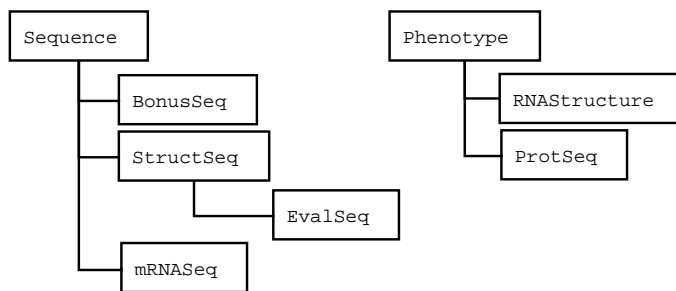 Sequence
BonusSeq
StructSeq
EvalSeq
mRNASeq
Phenotype
RNAStructure
ProtSeq